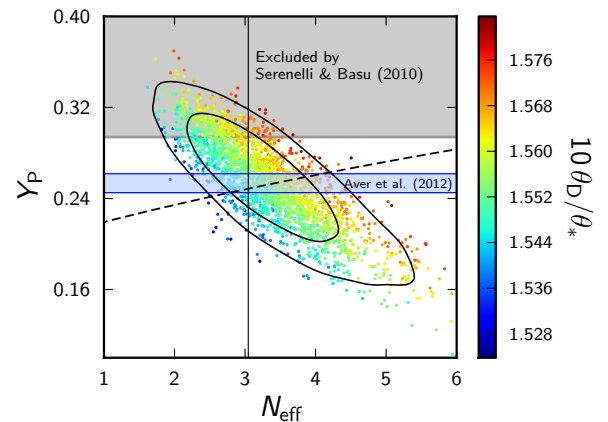 0.40
0.32
0.24
0.16
Y_P
Excluded by
Serenelli & Basu (2010)
Aver et al. (2012)
1 2 3 4 5 6
N_eff
1.576
1.568
1.560
1.552
1.544
1.536
1.528
10 θ_D/θ_*